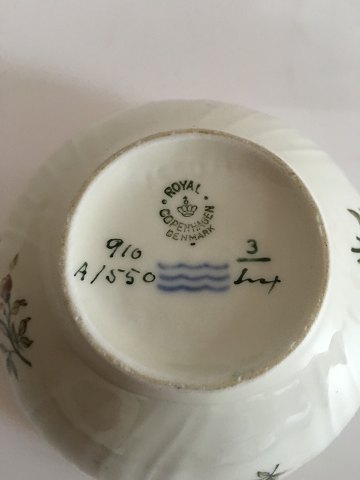 ROYAL
COPENHAGEN
DENMARK
910 3
A/550